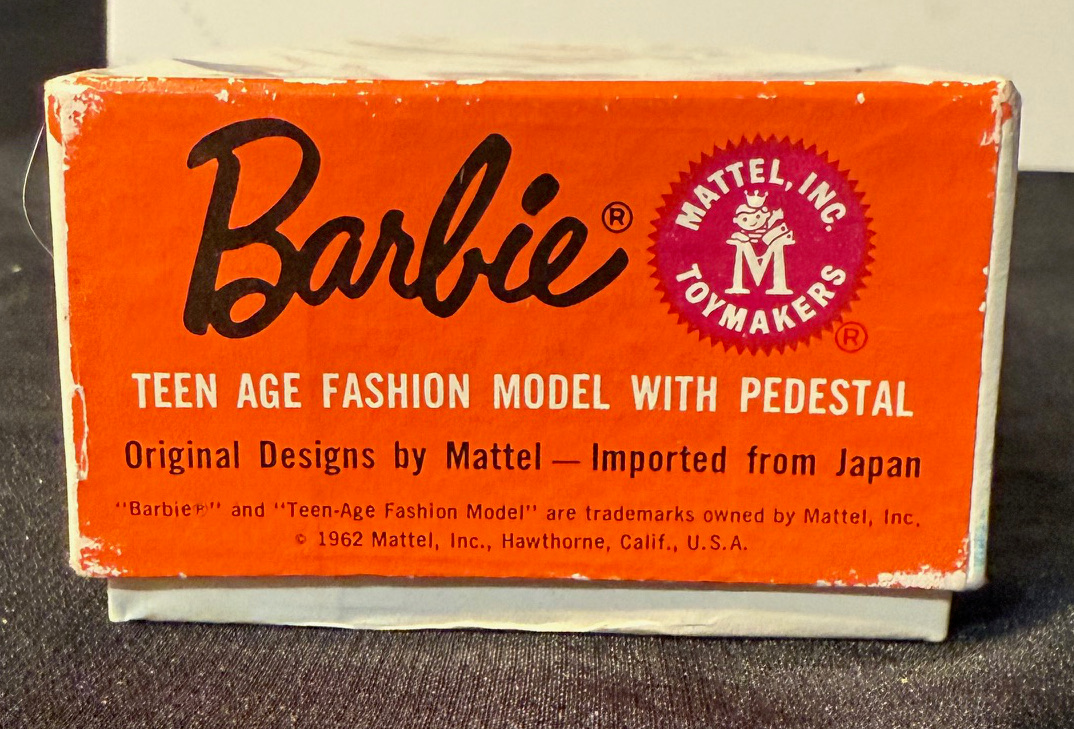 Barbie®
MATTEL, INC.
M
TOYMAKERS
®
TEEN AGE FASHION MODEL WITH PEDESTAL
Original Designs by Mattel — Imported from Japan
“Barbie®” and “Teen-Age Fashion Model” are trademarks owned by Mattel, Inc.
© 1962 Mattel, Inc., Hawthorne, Calif., U.S.A.